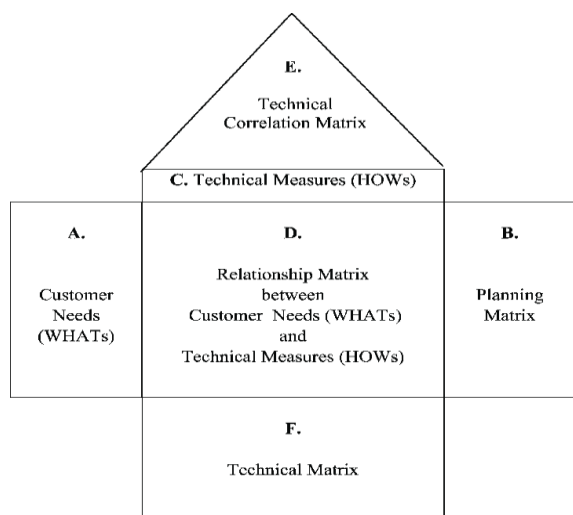 E.
Technical
Correlation Matrix
C. Technical Measures (HOWs)
A.
Customer
Needs
(WHATs)
D.
Relationship Matrix
between
Customer Needs (WHATs)
and
Technical Measures (HOWs)
B.
Planning
Matrix
F.
Technical Matrix